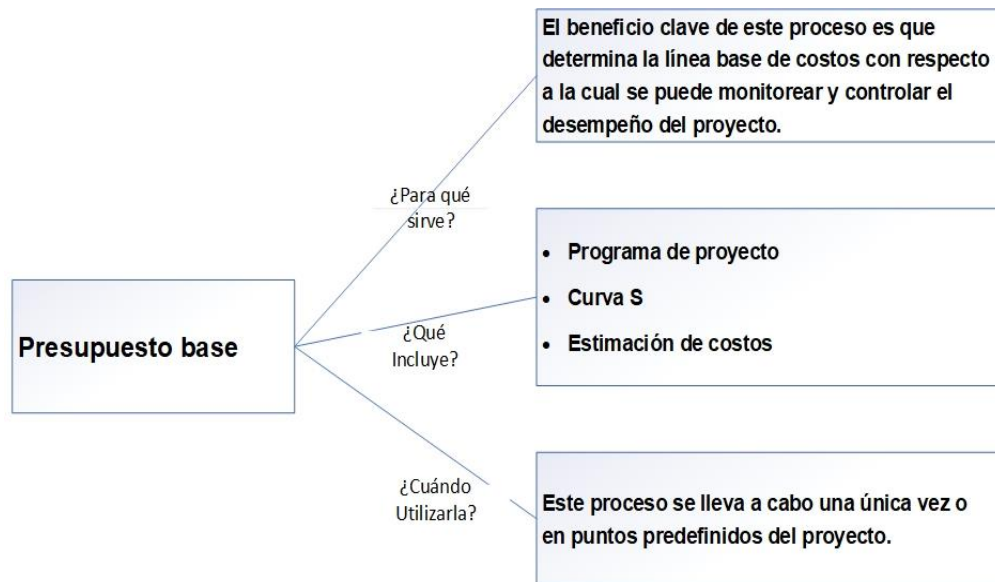 El beneficio clave de este proceso es que
determina la línea base de costos con respecto
a la cual se puede monitorear y controlar el
desempeño del proyecto.
¿Para qué
sirve?
• Programa de proyecto
• Curva S
• Estimación de costos
Presupuesto base
¿Qué
Incluye?
¿Cuándo
Utilizarla?
Este proceso se lleva a cabo una única vez o
en puntos predefinidos del proyecto.